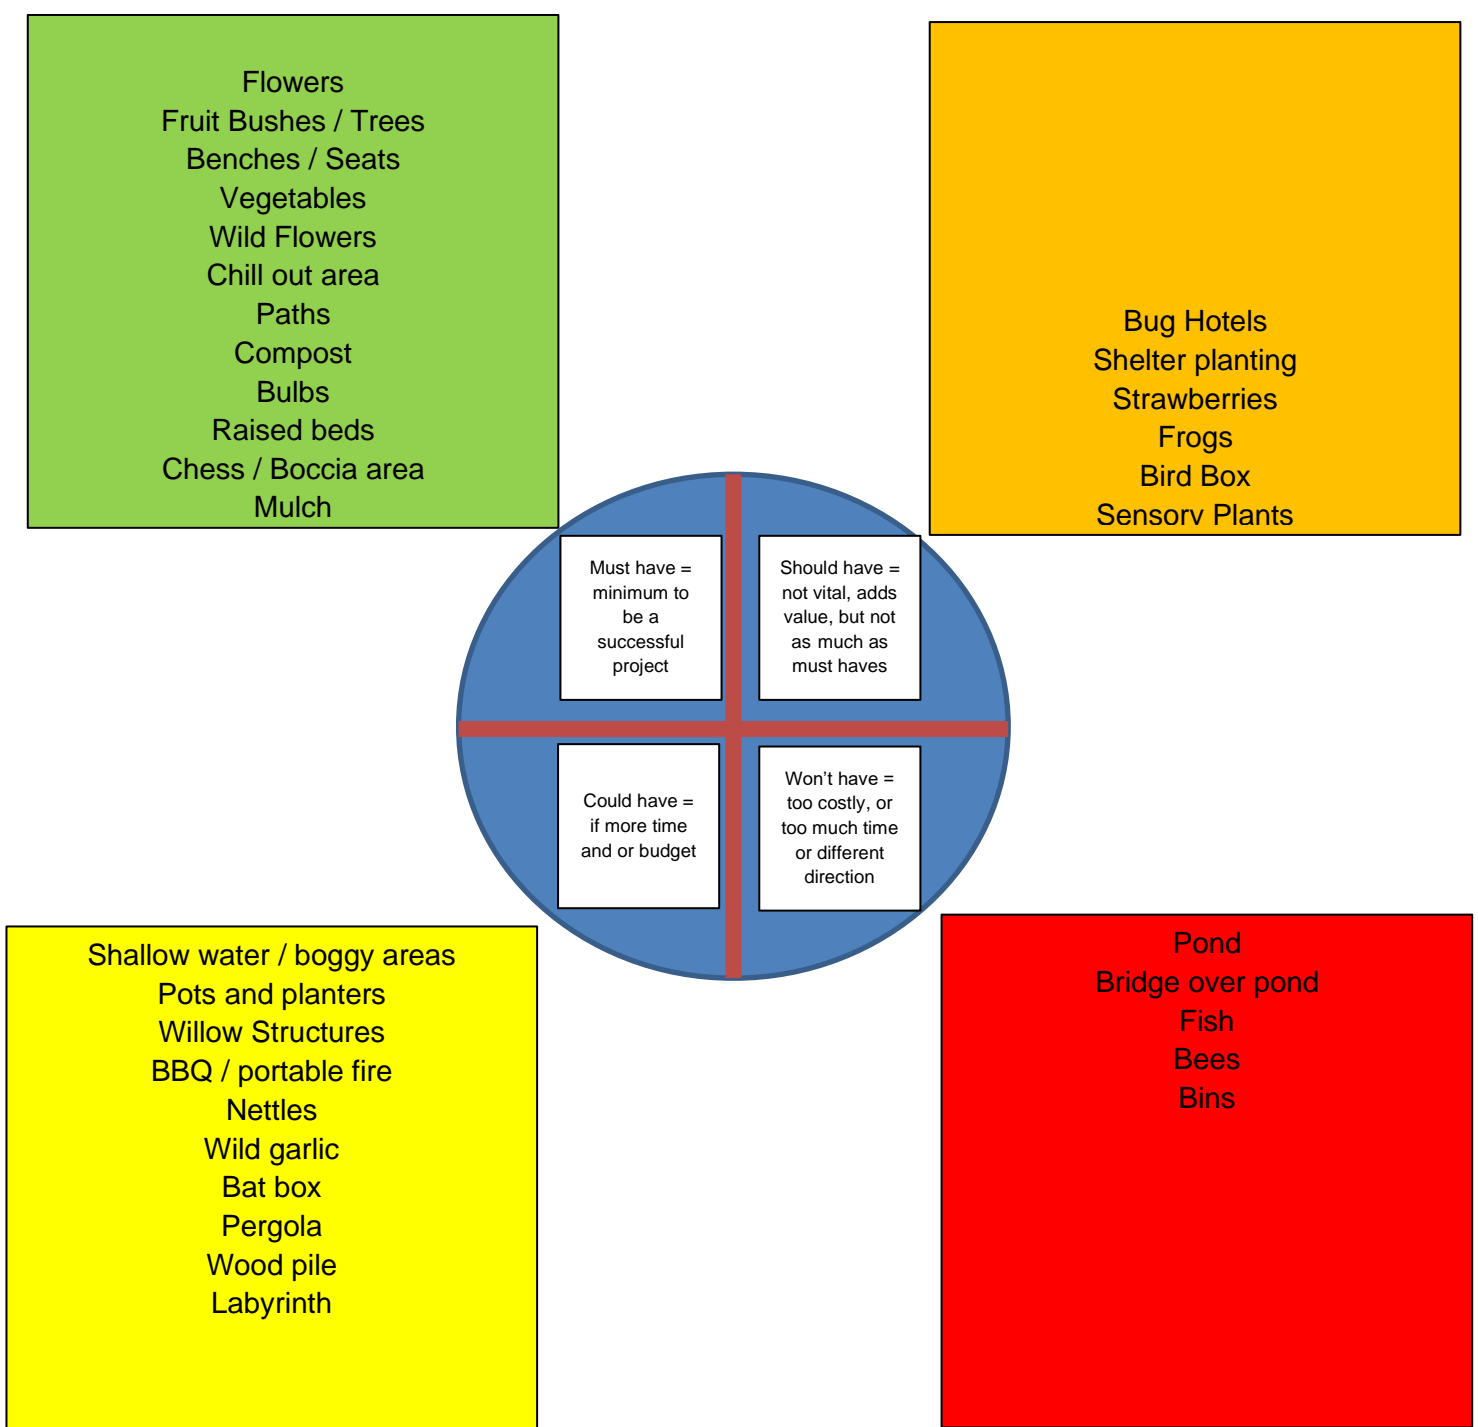 Flowers
Fruit Bushes / Trees
Benches / Seats
Vegetables
Wild Flowers
Chill out area
Paths
Compost
Bulbs
Raised beds
Chess / Boccia area
Mulch
Bug Hotels
Shelter planting
Strawberries
Frogs
Bird Box
Sensory Plants
Must have =
minimum to
be a
successful
project
Should have =
not vital, adds
value, but not
as much as
must haves
Could have =
if more time
and or budget
Won’t have =
too costly, or
too much time
or different
direction
Shallow water / boggy areas
Pots and planters
Willow Structures
BBQ / portable fire
Nettles
Wild garlic
Bat box
Pergola
Wood pile
Labyrinth
Pond
Bridge over pond
Fish
Bees
Bins